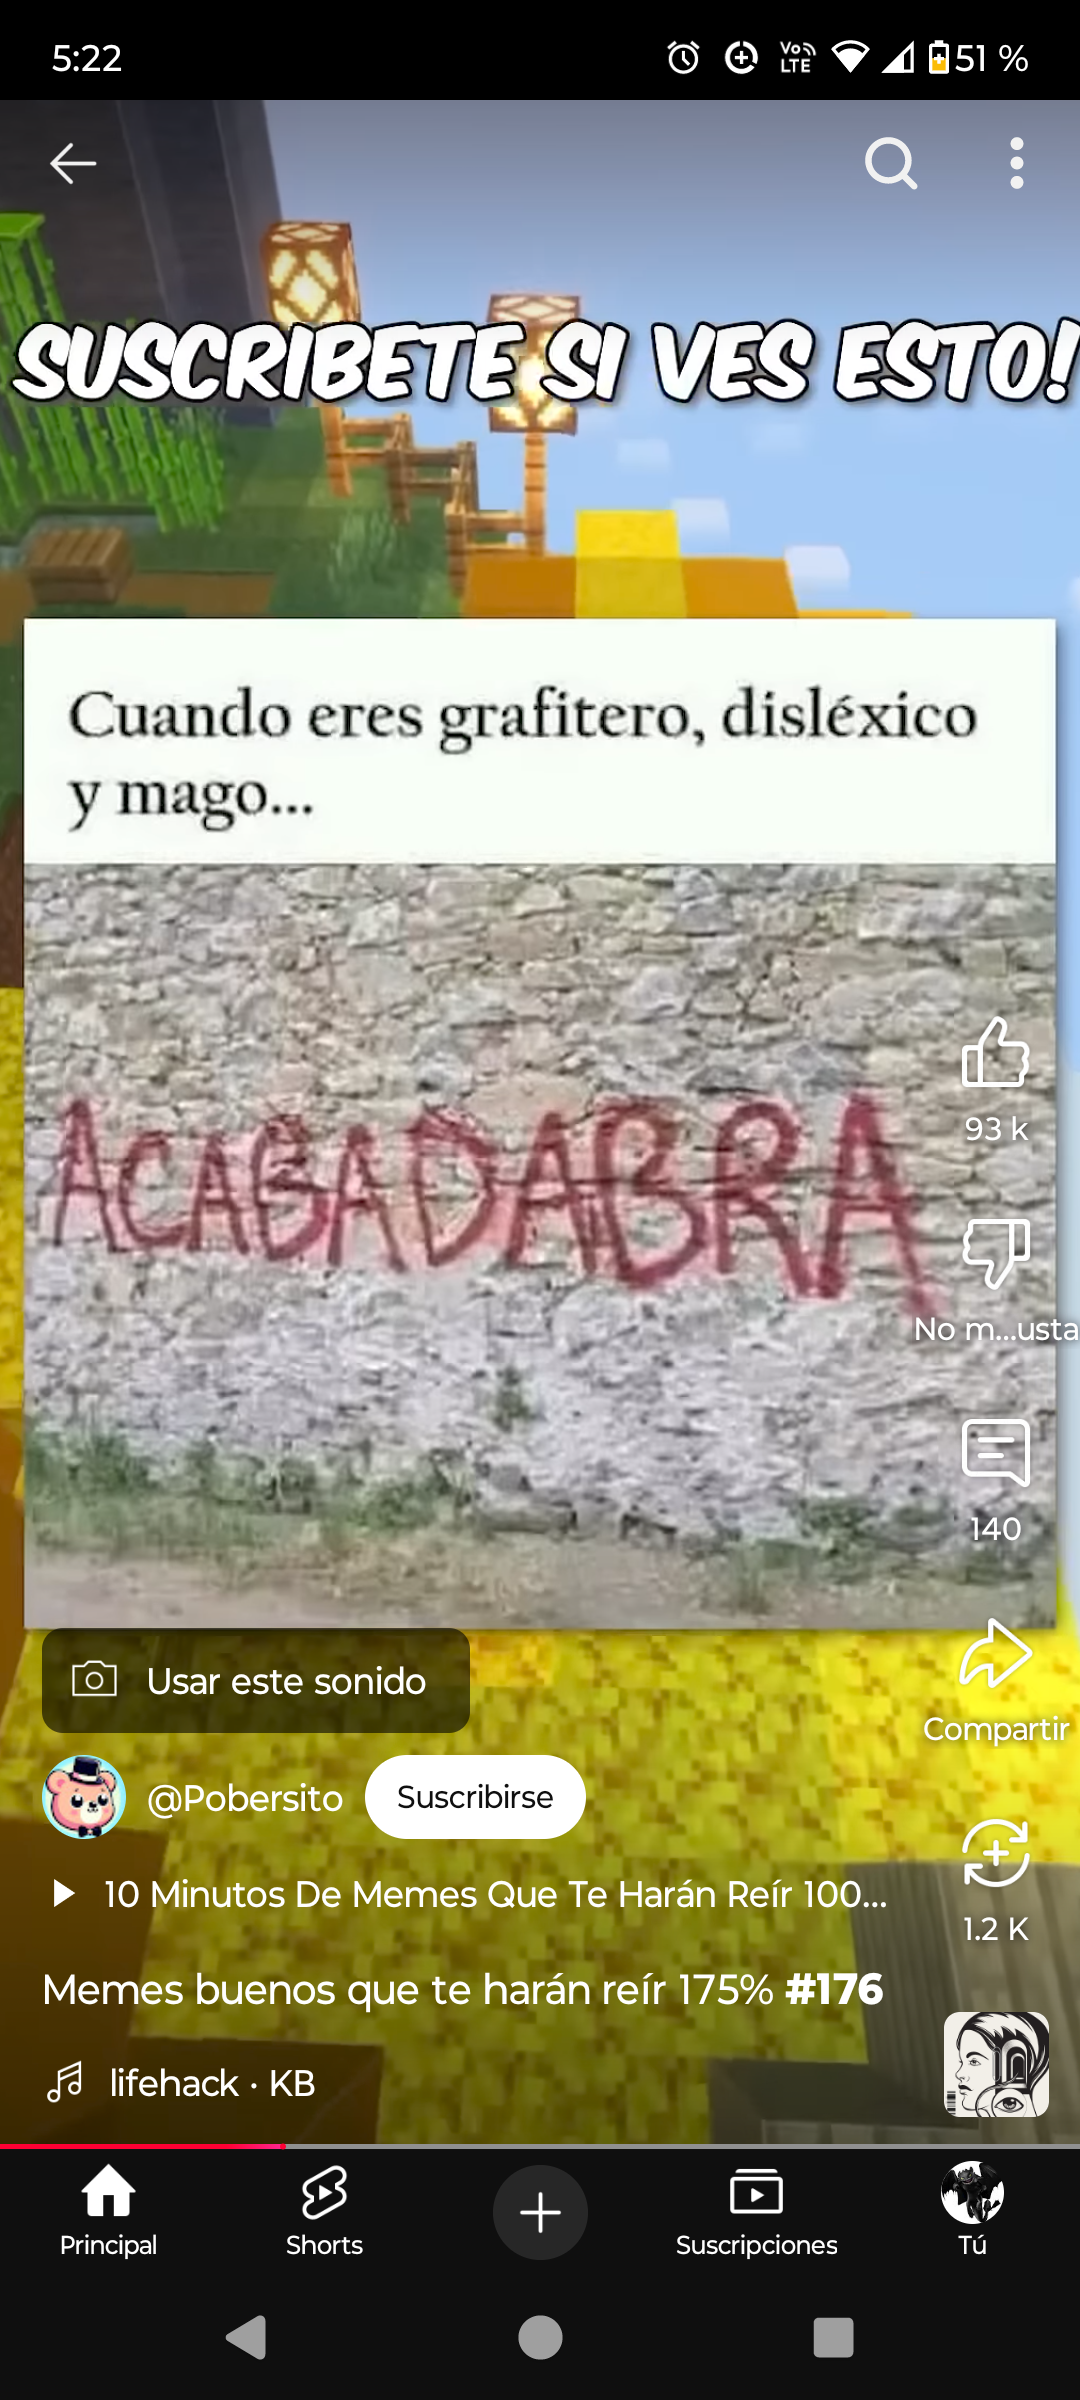 5:22
Vo LTE
51 %
SUSCRIBETE SI VES ESTO!
Cuando eres grafitero, disléxico
y mago...
ACABADABRA
93 k
No m...usta
140
Usar este sonido
Compartir
@Pobersito
Suscribirse
10 Minutos De Memes Que Te Harán Reír 100...
1.2 K
Memes buenos que te harán reír 175% #176
lifehack · KB
Principal
Shorts
Suscripciones
Tú